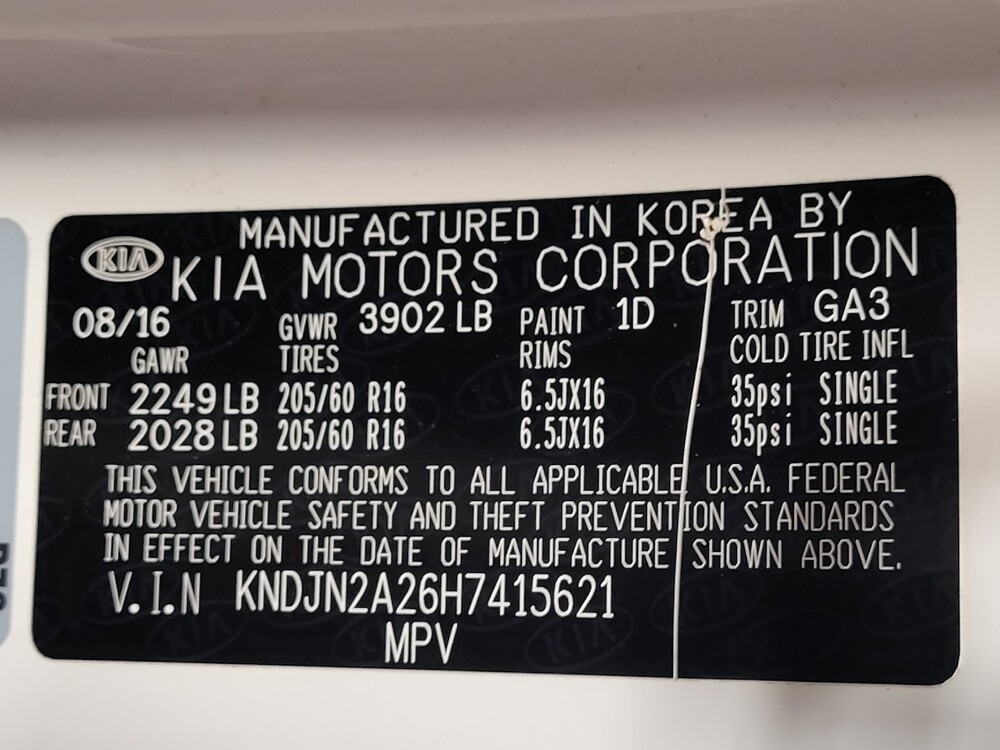 MANUFACTURED IN KOREA BY
KIA
KIA MOTORS CORPORATION
08/16 GVWR 3902 LB PAINT 1D TRIM GA3
GAWR TIRES RIMS COLD TIRE INFL
FRONT 2249 LB 205/60 R16 6.5JX16 35psi SINGLE
REAR 2028 LB 205/60 R16 6.5JX16 35psi SINGLE
THIS VEHICLE CONFORMS TO ALL APPLICABLE U.S.A. FEDERAL
MOTOR VEHICLE SAFETY AND THEFT PREVENTION STANDARDS
IN EFFECT ON THE DATE OF MANUFACTURE SHOWN ABOVE.
V.I.N KNDJN2A26H7415621
MPV